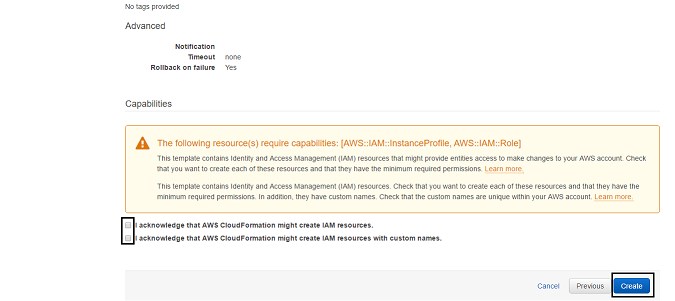 No tags provided
Advanced
Notification
Timeout none
Rollback on failure Yes
Capabilities
The following resource(s) require capabilities: [AWS::IAM::InstanceProfile, AWS::IAM::Role]
This template contains Identity and Access Management (IAM) resources that might provide entities access to make changes to your AWS account. Check
that you want to create each of these resources and that they have the minimum required permissions. Learn more.
This template contains Identity and Access Management (IAM) resources. Check that you want to create each of these resources and that they have the
minimum required permissions. In addition, they have custom names. Check that the custom names are unique within your AWS account. Learn more.
I acknowledge that AWS CloudFormation might create IAM resources.
I acknowledge that AWS CloudFormation might create IAM resources with custom names.
Cancel Previous Create